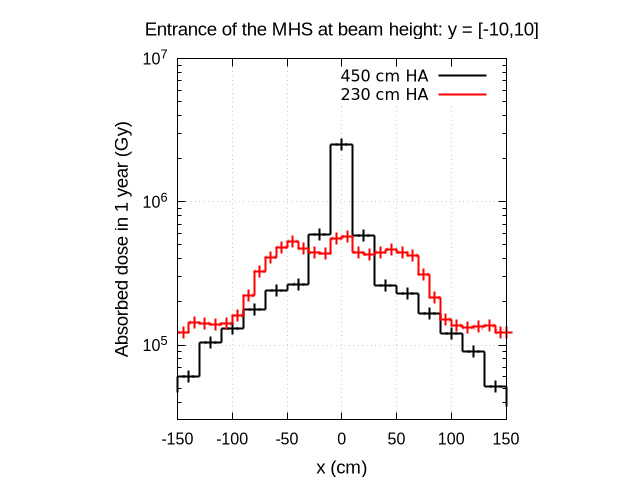 Entrance of the MHS at beam height: y = [-10,10]
450 cm HA
230 cm HA
Absorbed dose in 1 year (Gy)
10^7
10^6
10^5
-150 -100 -50 0 50 100 150
x (cm)